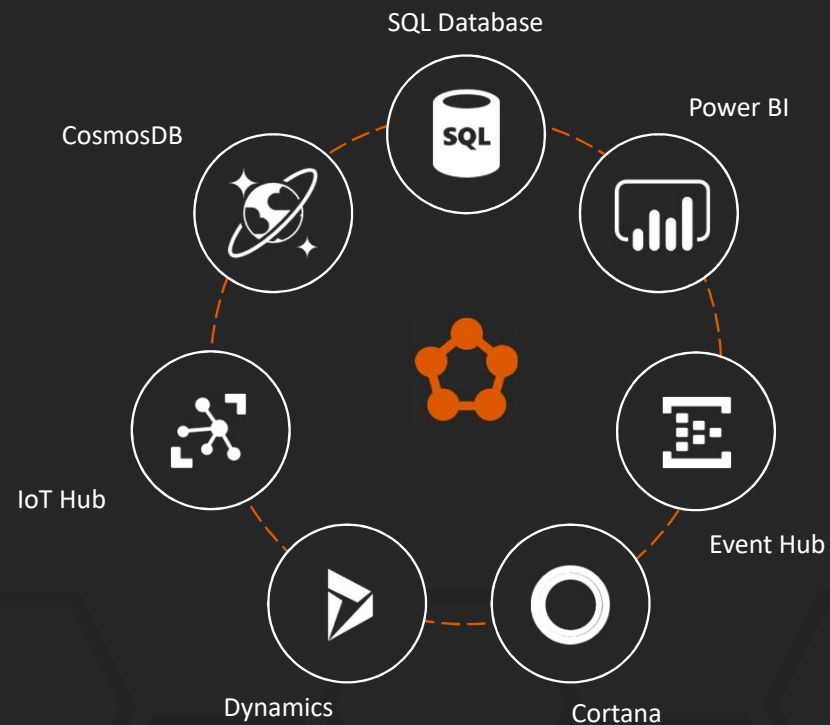 SQL Database
Power BI
CosmosDB
SQL
IoT Hub
Event Hub
Dynamics
Cortana